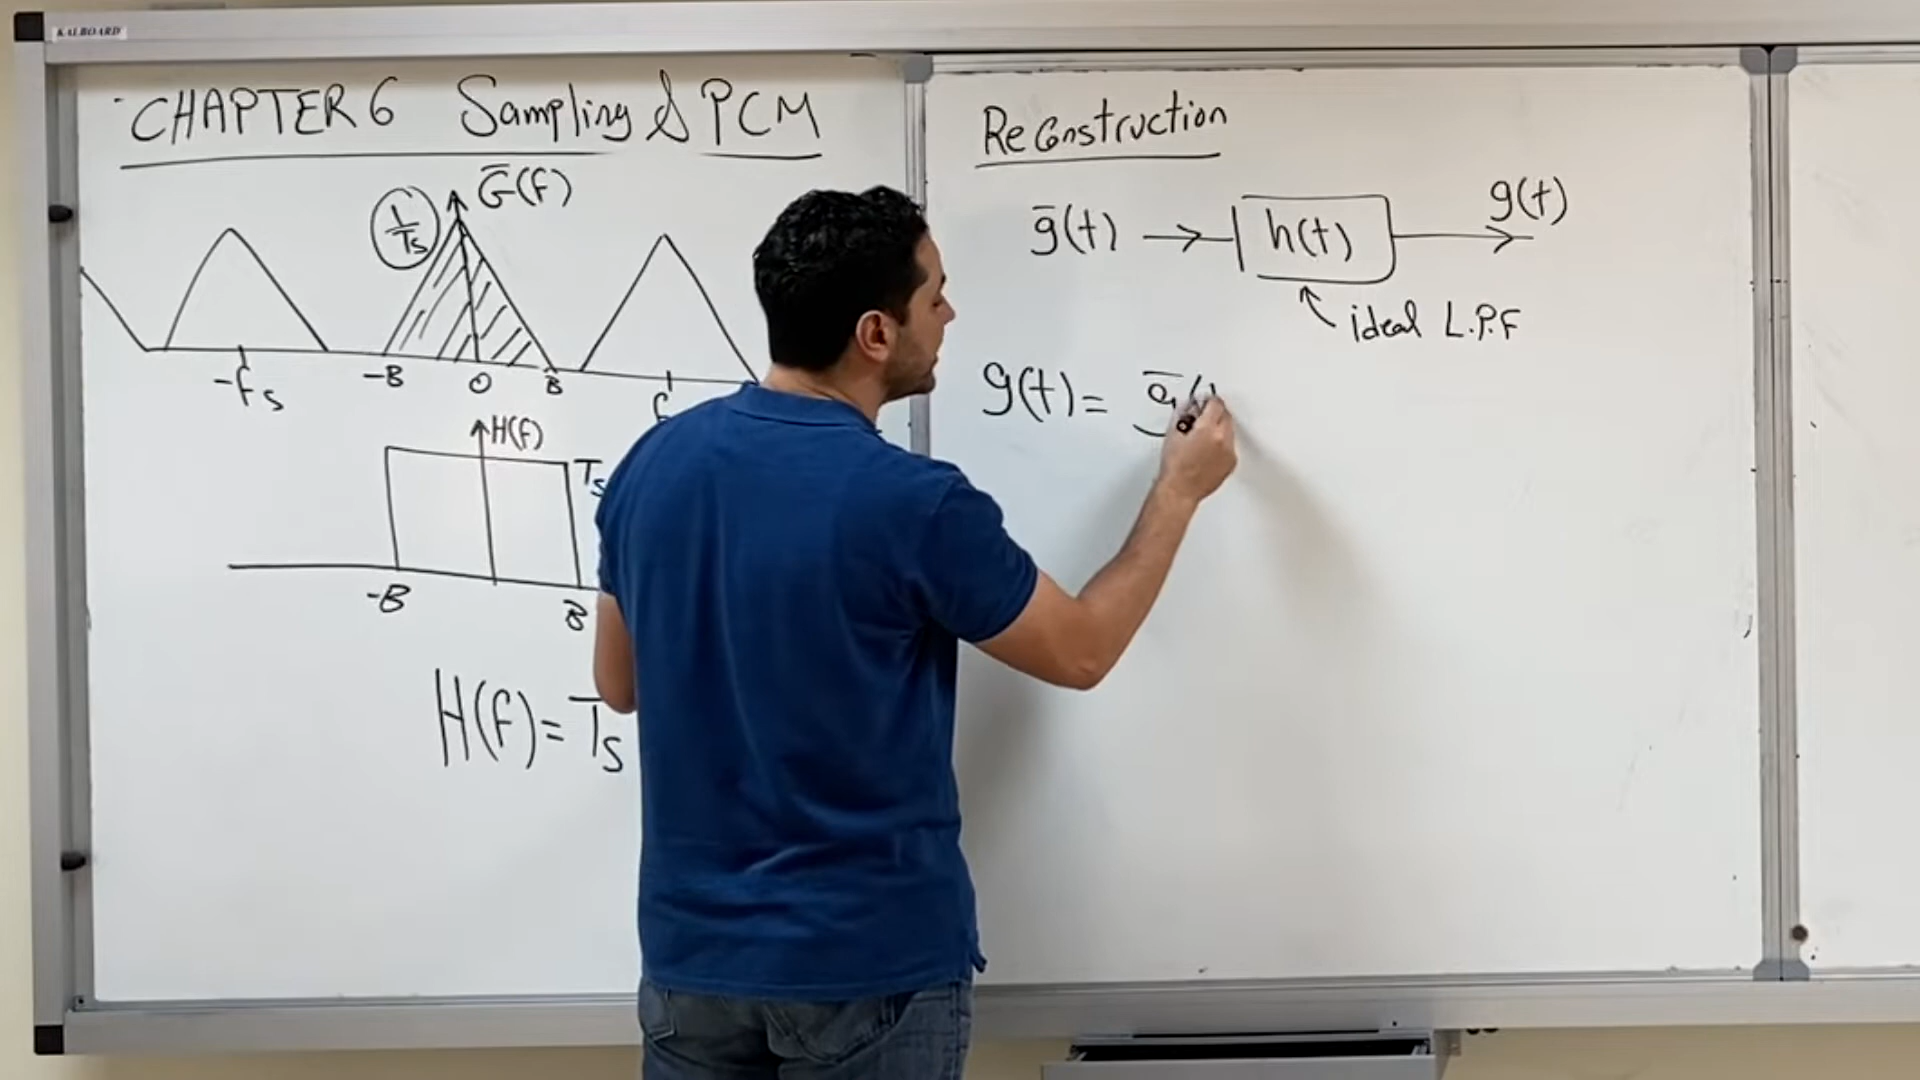 KALBOARD
CHAPTER 6 Sampling & PCM
1/Ts
Ḡ(f)
-fs -B 0 B f
H(f)
Ts
-B B
H(f) = Ts
Reconstruction
ḡ(t) → h(t) → g(t)
ideal L.P.F
g(t) = ḡ(